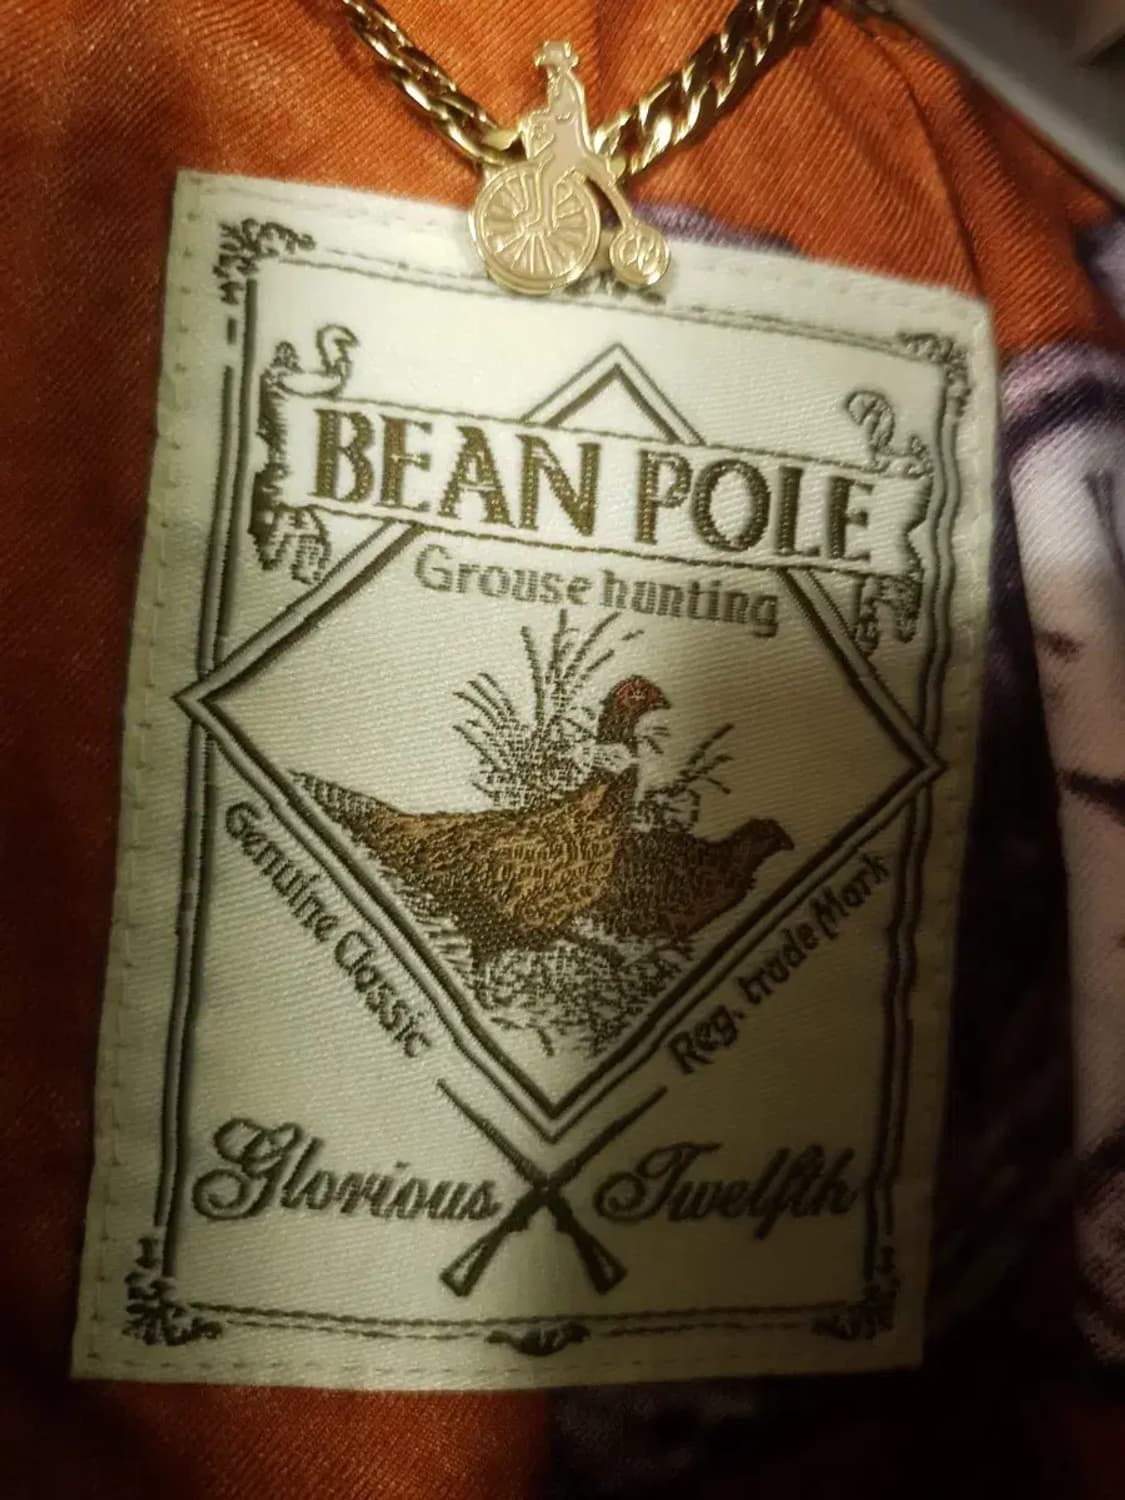 BEAN POLE
Grouse hunting
Genuine Classic
Reg. trade Mark
Glorious Twelfth